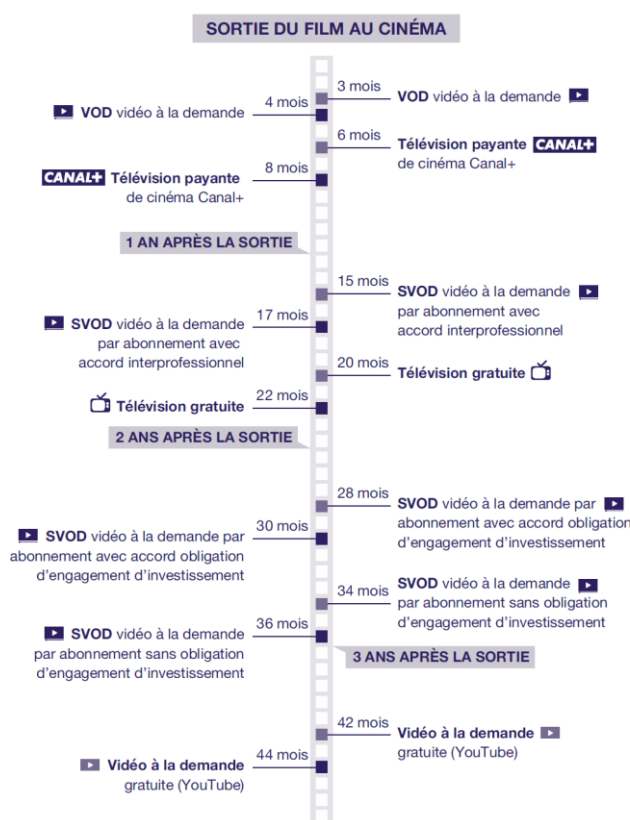 SORTIE DU FILM AU CINÉMA
3 mois
VOD vidéo à la demande
4 mois
VOD vidéo à la demande
6 mois
Télévision payante CANAL+
de cinéma Canal+
8 mois
CANAL+ Télévision payante
de cinéma Canal+
1 AN APRÈS LA SORTIE
15 mois
SVOD vidéo à la demande
par abonnement avec
accord interprofessionnel
17 mois
SVOD vidéo à la demande
par abonnement avec
accord interprofessionnel
20 mois
Télévision gratuite
22 mois
Télévision gratuite
2 ANS APRÈS LA SORTIE
28 mois
SVOD vidéo à la demande par
abonnement avec accord obligation
d'engagement d'investissement
30 mois
SVOD vidéo à la demande par
abonnement avec accord obligation
d'engagement d'investissement
34 mois
SVOD vidéo à la demande
par abonnement sans obligation
d'engagement d'investissement
36 mois
SVOD vidéo à la demande
par abonnement sans obligation
d'engagement d'investissement
3 ANS APRÈS LA SORTIE
42 mois
Vidéo à la demande
gratuite (YouTube)
44 mois
Vidéo à la demande
gratuite (YouTube)